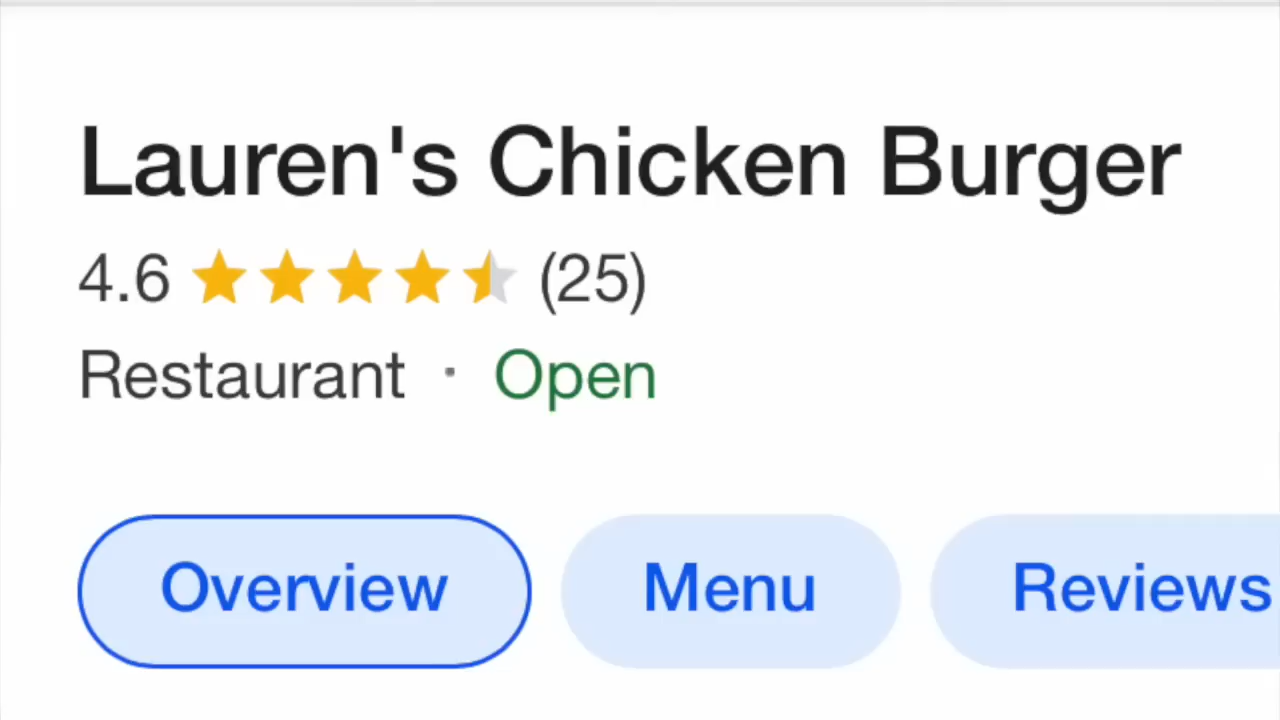 Lauren's Chicken Burger
4.6 (25)
Restaurant · Open
Overview Menu Reviews